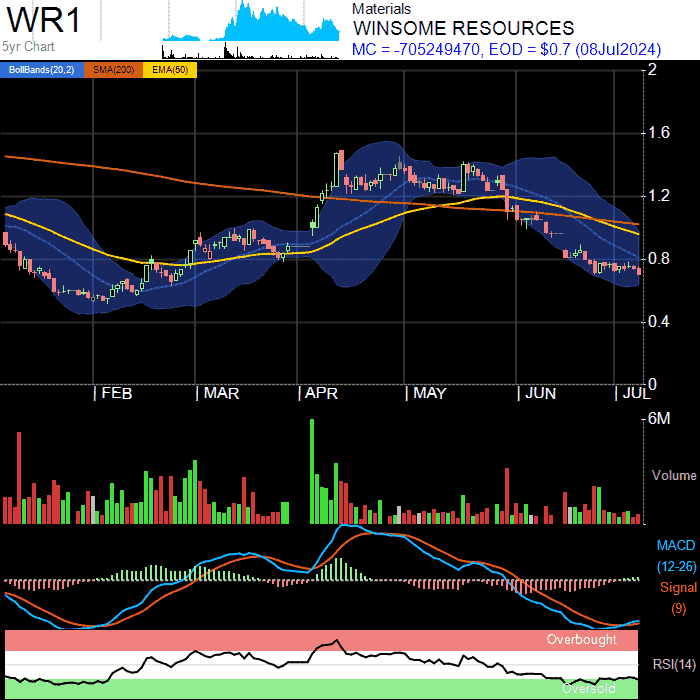 WR1
5yr Chart
Materials
WINSOME RESOURCES
MC = -705249470, EOD = $0.7 (08Jul2024)
BollBands(20,2) SMA(200) EMA(50)
2
1.6
1.2
0.8
0.4
0
| FEB | MAR | APR | MAY | JUN | JUL
6M
Volume
MACD
(12-26)
Signal
(9)
Overbought
RSI(14)
Oversold